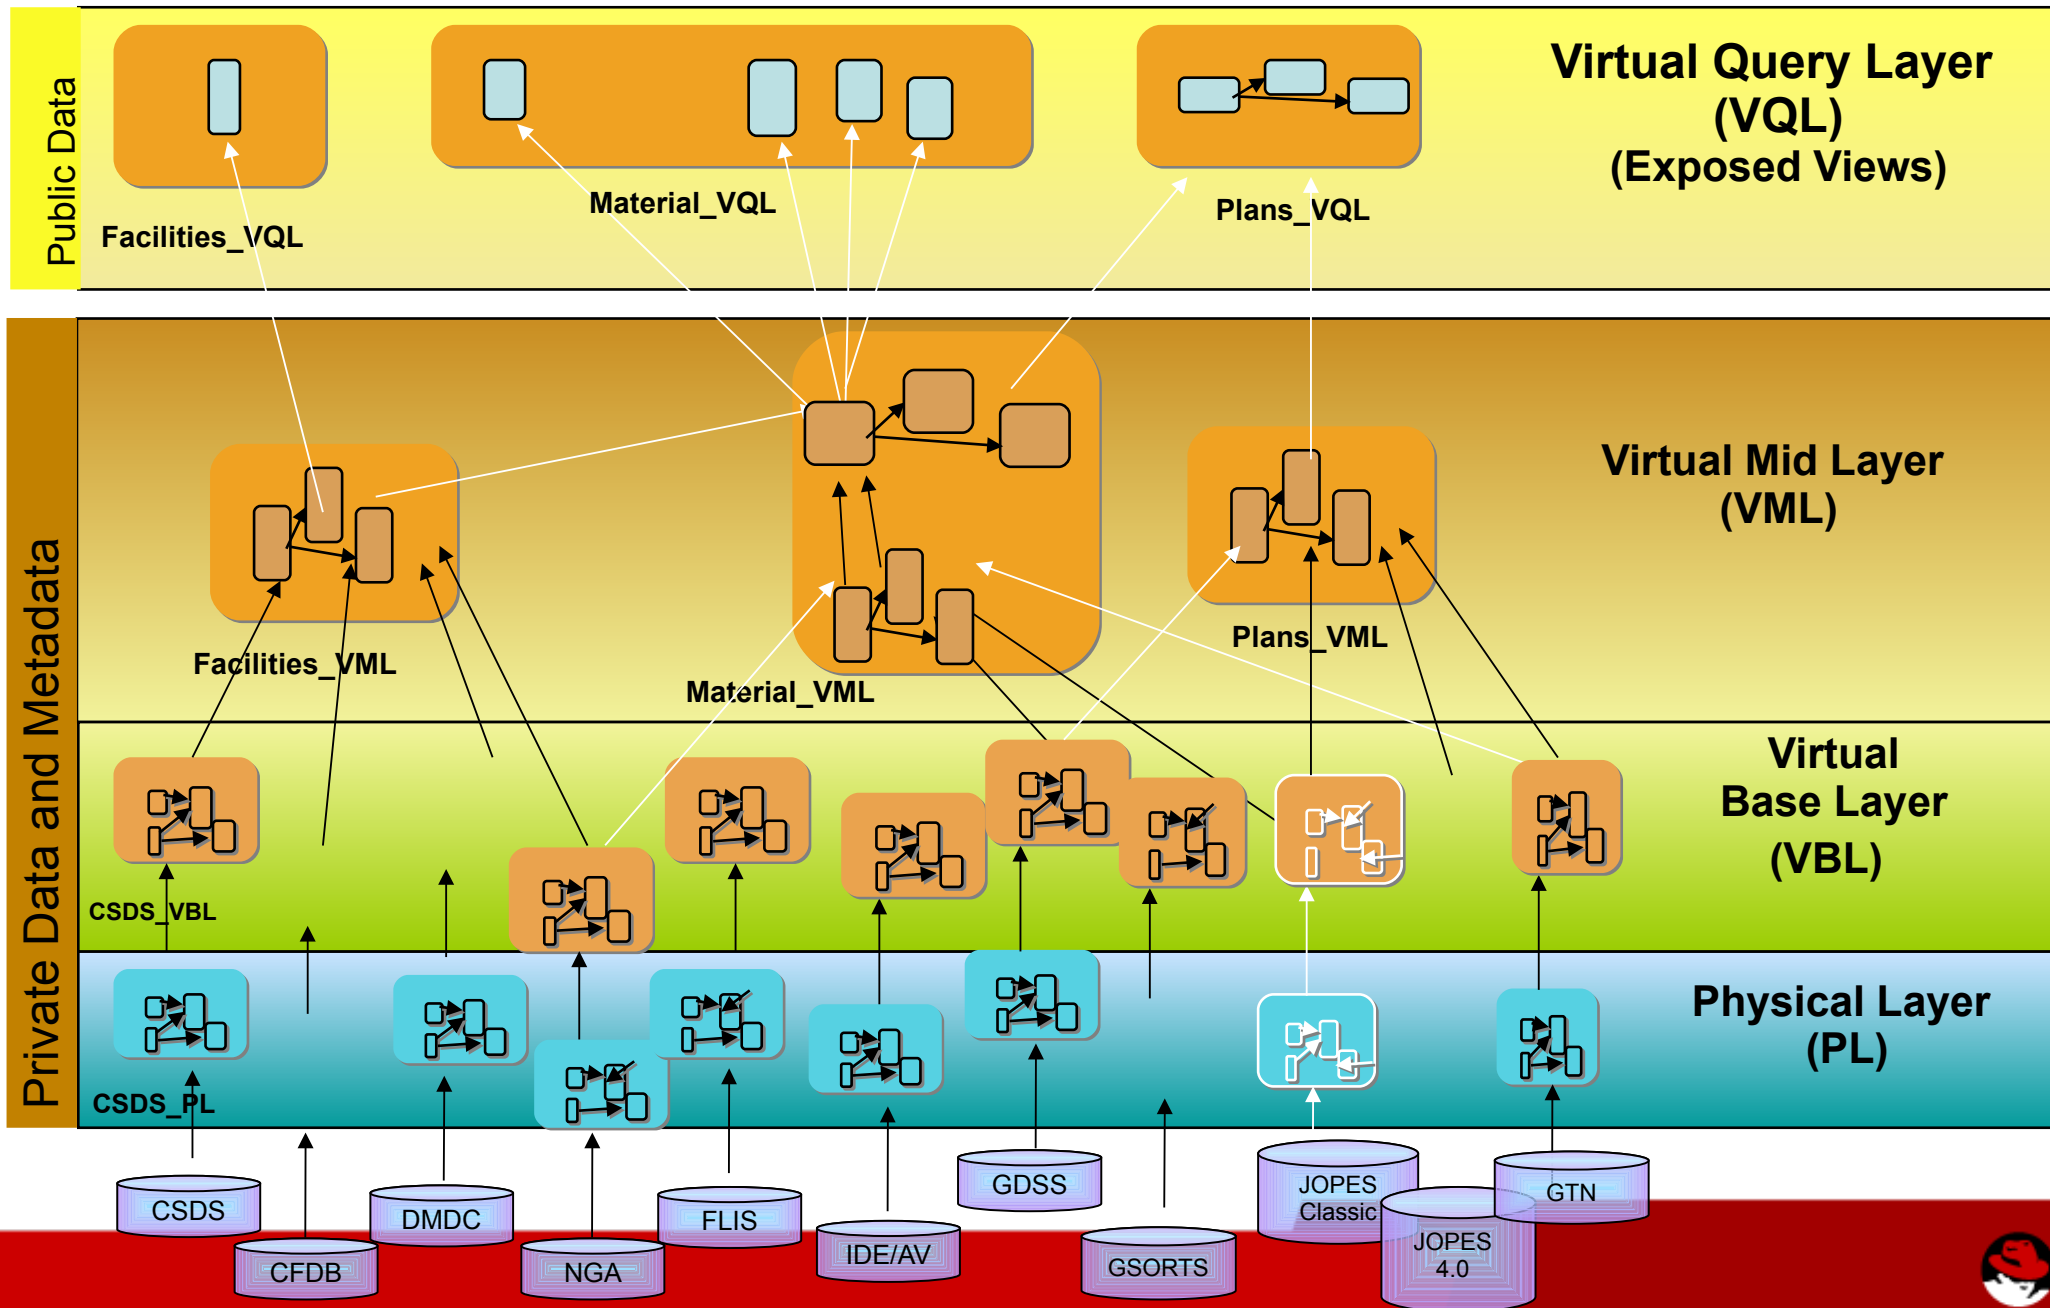 Public Data
Virtual Query Layer
(VQL)
(Exposed Views)
Facilities_VQL
Material_VQL
Plans_VQL
Private Data and Metadata
Virtual Mid Layer
(VML)
Facilities_VML
Material_VML
Plans_VML
Virtual
Base Layer
(VBL)
CSDS_VBL
Physical Layer
(PL)
CSDS_PL
CSDS
CFDB
DMDC
NGA
FLIS
IDE/AV
GDSS
GSORTS
JOPES
Classic
JOPES
4.0
GTN